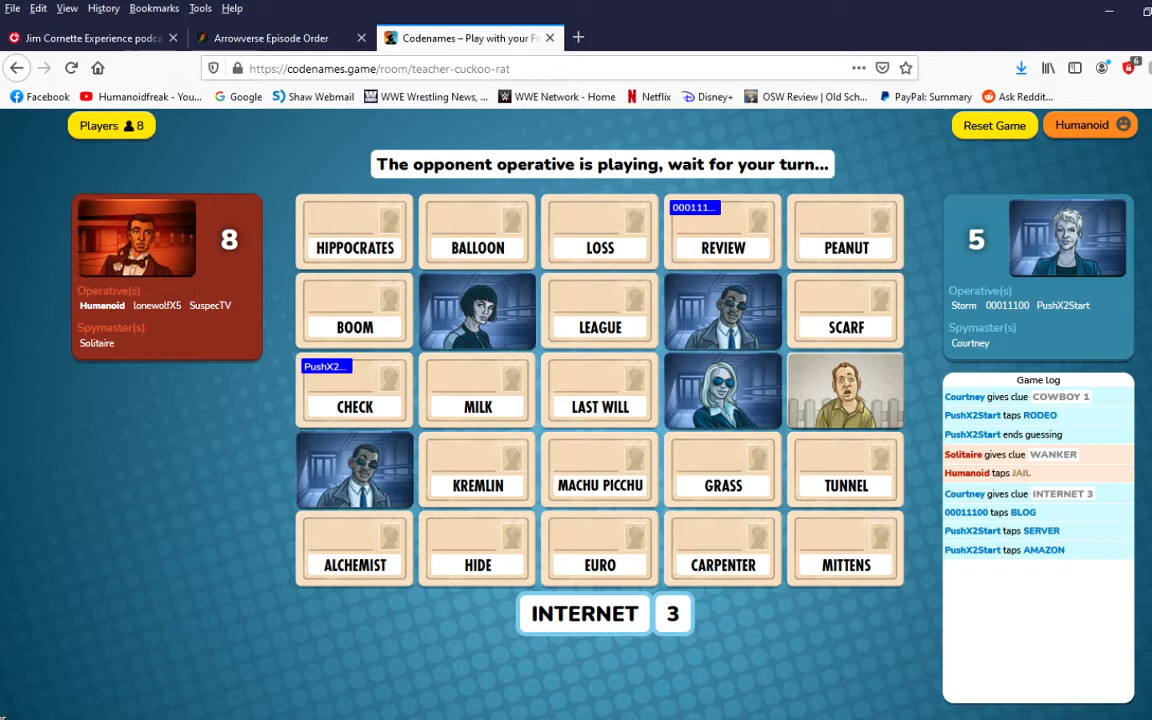 File Edit View History Bookmarks Tools Help
Jim Cornette Experience podca
Arrowverse Episode Order
Codenames – Play with your Fr
https://codenames.game/room/teacher-cuckoo-rat
6
Facebook
Humanoidfreak - You...
Google
Shaw Webmail
WWE Wrestling News, ...
WWE Network - Home
Netflix
Disney+
OSW Review | Old Sch...
PayPal: Summary
Ask Reddit...
Players 8
The opponent operative is playing, wait for your turn...
Reset Game
Humanoid
8
Operative(s)
Humanoid lonewolfX5 SuspecTV
Spymaster(s)
Solitaire
HIPPOCRATES
BALLOON
LOSS
000111...
REVIEW
PEANUT
BOOM
LEAGUE
SCARF
PushX2...
CHECK
MILK
LAST WILL
KREMLIN
MACHU PICCHU
GRASS
TUNNEL
ALCHEMIST
HIDE
EURO
CARPENTER
MITTENS
INTERNET 3
5
Operative(s)
Storm 00011100 PushX2Start
Spymaster(s)
Courtney
Game log
Courtney gives clue COWBOY 1
PushX2Start taps RODEO
PushX2Start ends guessing
Solitaire gives clue WANKER
Humanoid taps JAIL
Courtney gives clue INTERNET 3
00011100 taps BLOG
PushX2Start taps SERVER
PushX2Start taps AMAZON